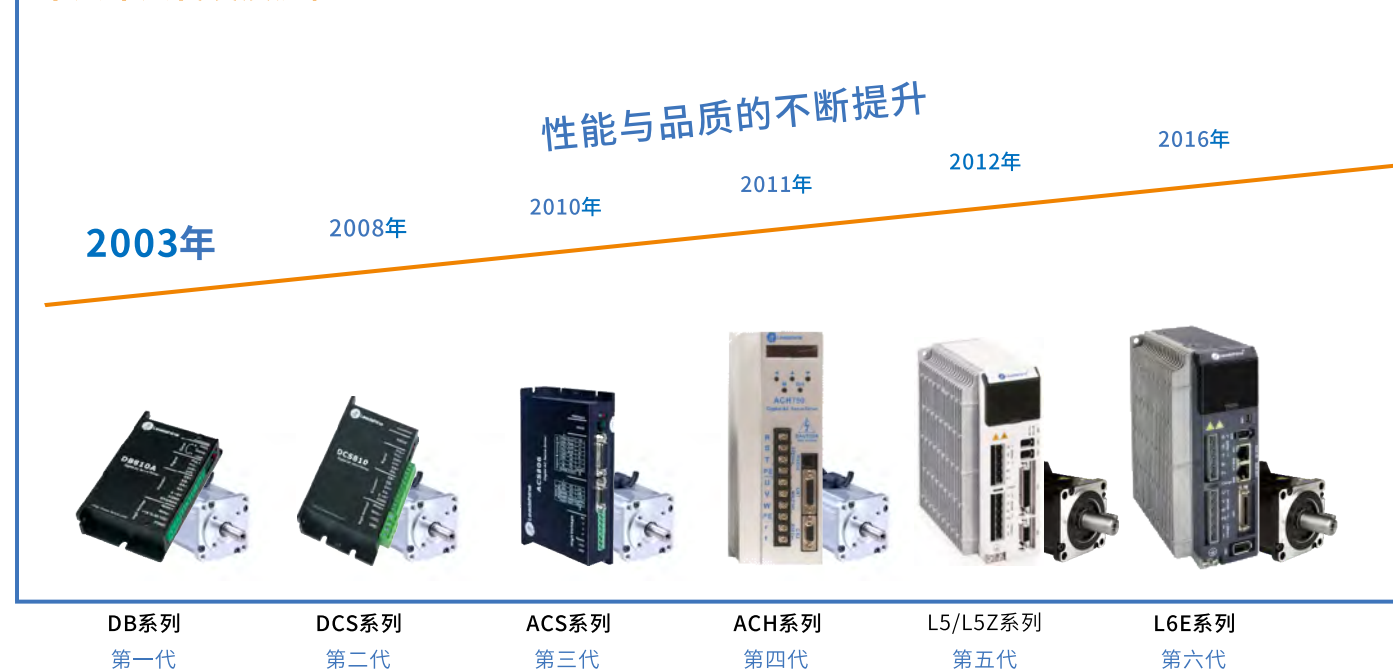 性能与品质的不断提升
2003年
2008年
2010年
2011年
2012年
2016年
DB810A
DCS810
ACS806
ACH750
R
S
T
U
V
W
DB系列
DCS系列
ACS系列
ACH系列
L5/L5Z系列
L6E系列
第一代
第二代
第三代
第四代
第五代
第六代